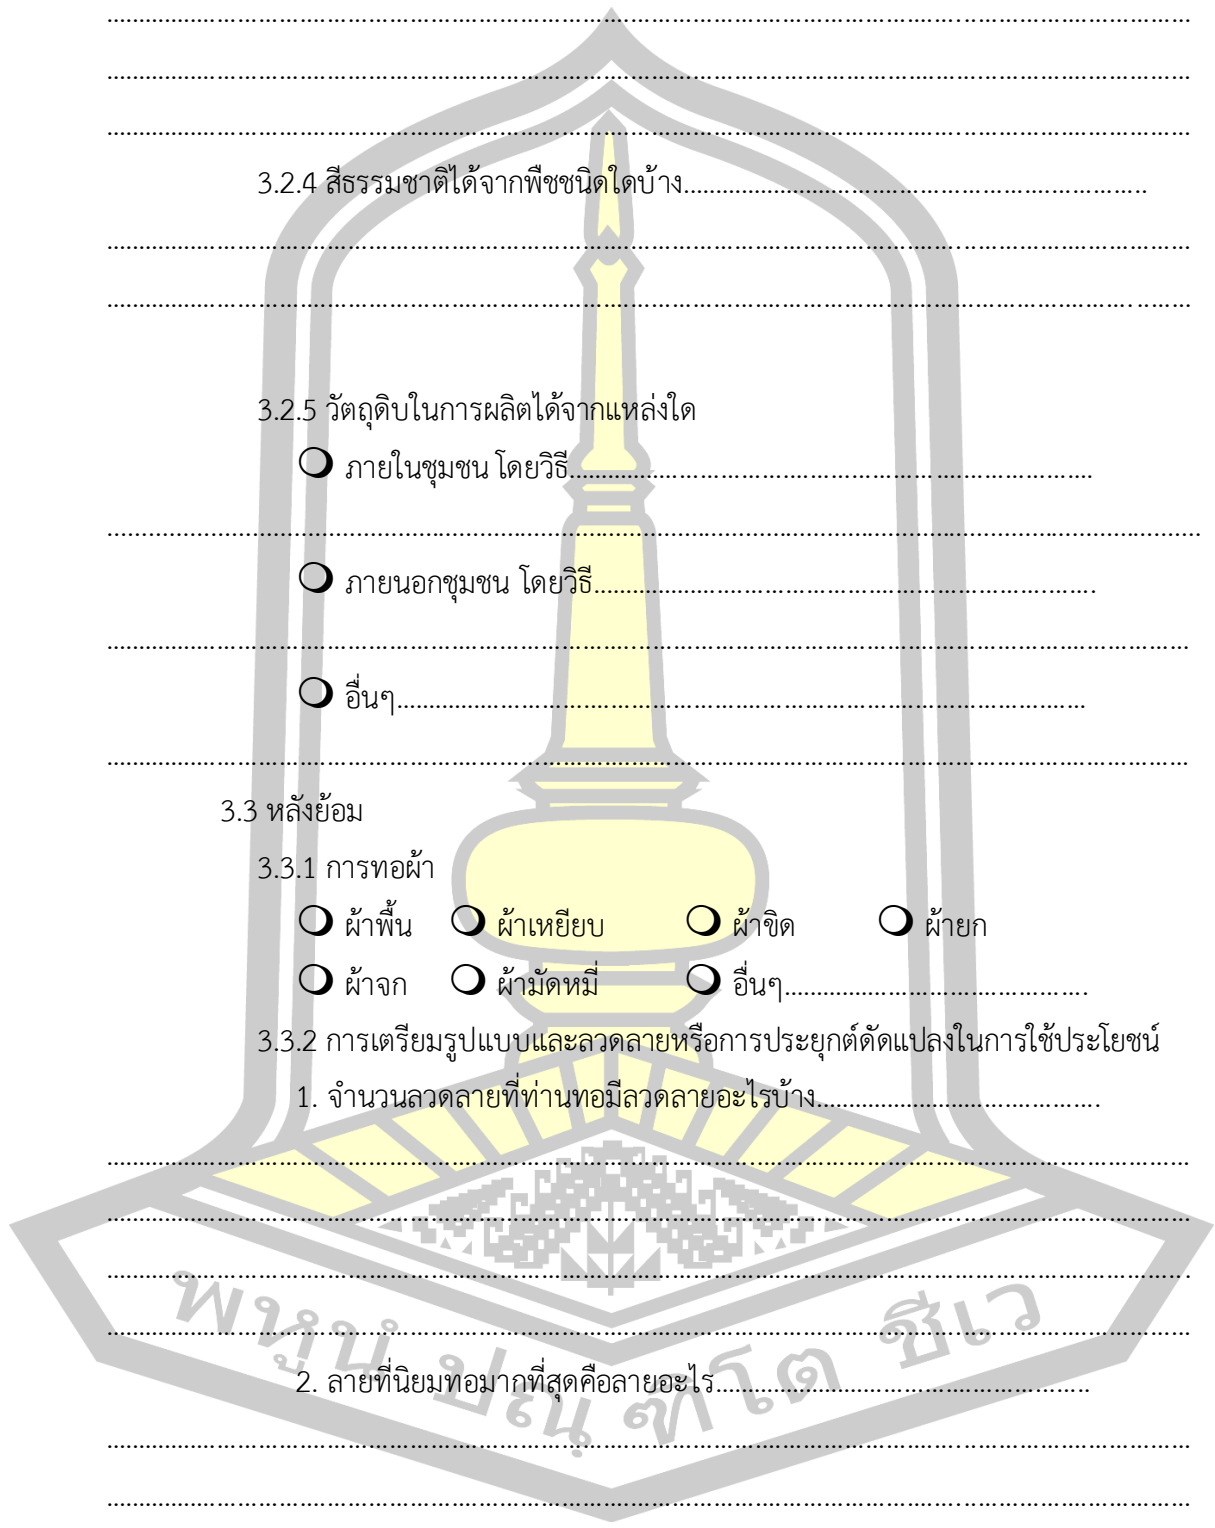 ........................................................................................................................
........................................................................................................................
........................................................................................................................
3.2.4 สีธรรมชาติได้จากพืชชนิดใดบ้าง............................................................
........................................................................................................................
........................................................................................................................
3.2.5 วัตถุดิบในการผลิตได้จากแหล่งใด
ภายในชุมชน โดยวิธี............................................................
........................................................................................................................
ภายนอกชุมชน โดยวิธี............................................................
........................................................................................................................
อื่นๆ............................................................
........................................................................................................................
3.3 หลังย้อม
3.3.1 การทอผ้า
ผ้าพื้น ผ้าเหยียบ ผ้าขิด ผ้ายก
ผ้าจก ผ้ามัดหมี่ อื่นๆ........................................
3.3.2 การเตรียมรูปแบบและลวดลายหรือการประยุกต์ดัดแปลงในการใช้ประโยชน์
1. จำนวนลวดลายที่ท่านทอมีลวดลายอะไรบ้าง........................................
........................................................................................................................
........................................................................................................................
........................................................................................................................
........................................................................................................................
2. ลายที่นิยมทอมากที่สุดคือลายอะไร..................................................
........................................................................................................................
........................................................................................................................
พหูนํ ปณฺฑิโต ชีเว